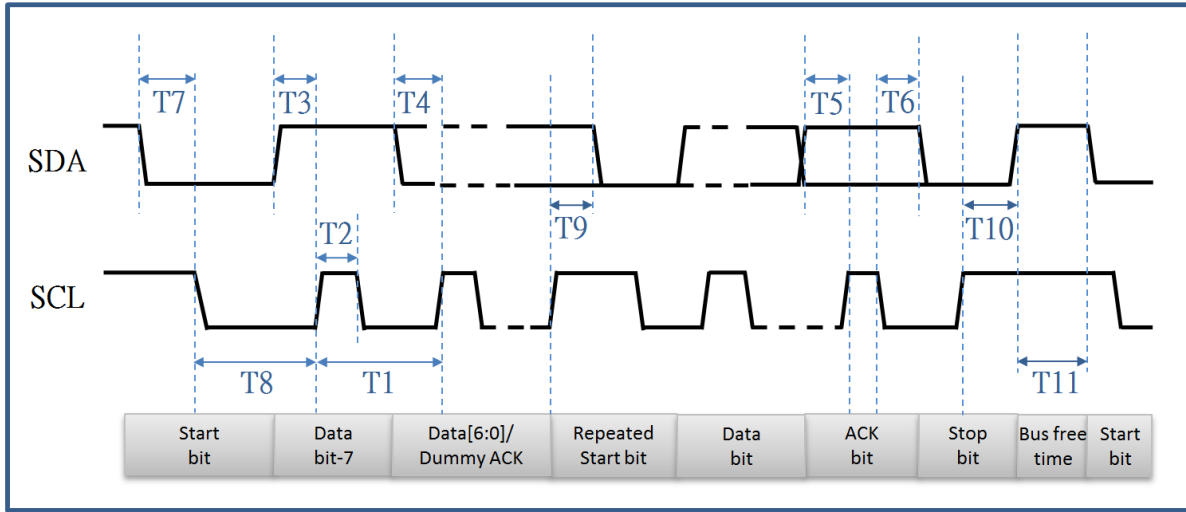 T7
T3
T4
T5
T6
SDA
T9
T10
T2
SCL
T8
T1
T11
Start
bit
Data
bit-7
Data[6:0]/
Dummy ACK
Repeated
Start bit
Data
bit
ACK
bit
Stop
bit
Bus free
time
Start
bit